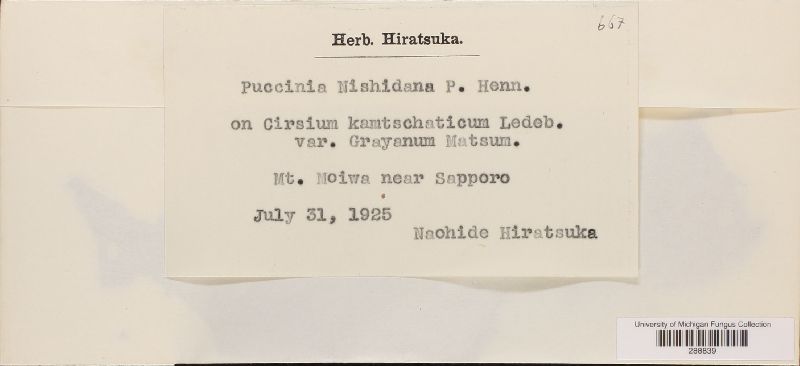 667
Herb. Hiratsuka.
Puccinia Nishidana P. Henn.
on Cirsium kamtschaticum Ledeb.
var. Grayanum Matsum.
Mt. Moiwa near Sapporo
July 31, 1925
Naohide Hiratsuka
University of Michigan Fungus Collection
288839